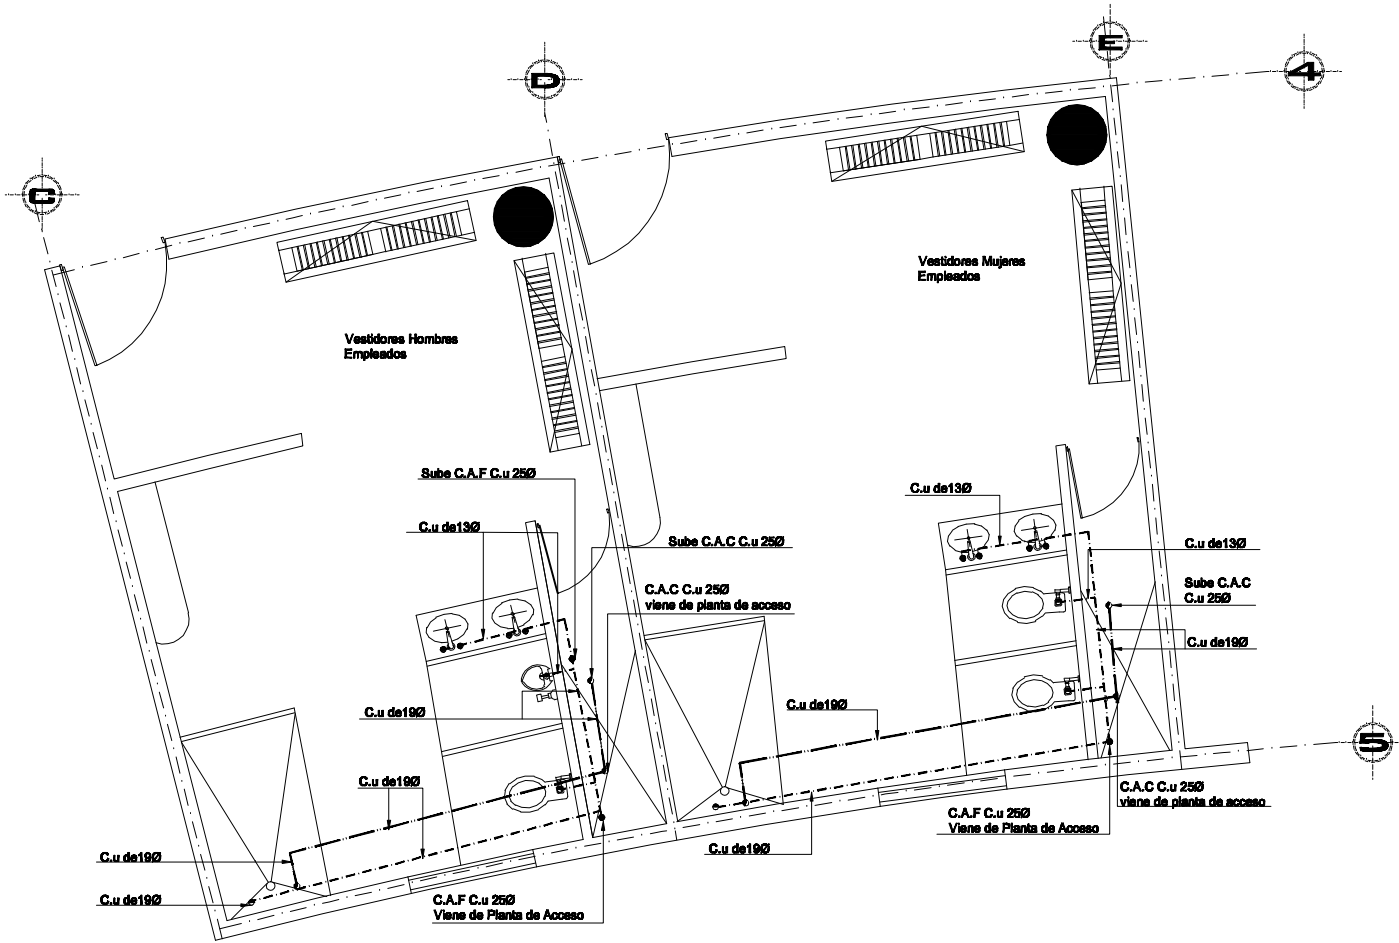 E
4
D
C
Vestidores Mujeres
Empleados
Vestidores Hombres
Empleados
Sube C.A.F C.u 25Ø
C.u de13Ø
C.u de13Ø
Sube C.A.C C.u 25Ø
C.u de13Ø
C.A.C C.u 25Ø
viene de planta de acceso
Sube C.A.C
C.u 25Ø
C.u de19Ø
C.u de19Ø
C.u de19Ø
5
C.u de19Ø
C.A.C C.u 25Ø
viene de planta de acceso
C.A.F C.u 25Ø
Viene de Planta de Acceso
C.u de19Ø
C.u de19Ø
C.u de19Ø
C.A.F C.u 25Ø
Viene de Planta de Acceso